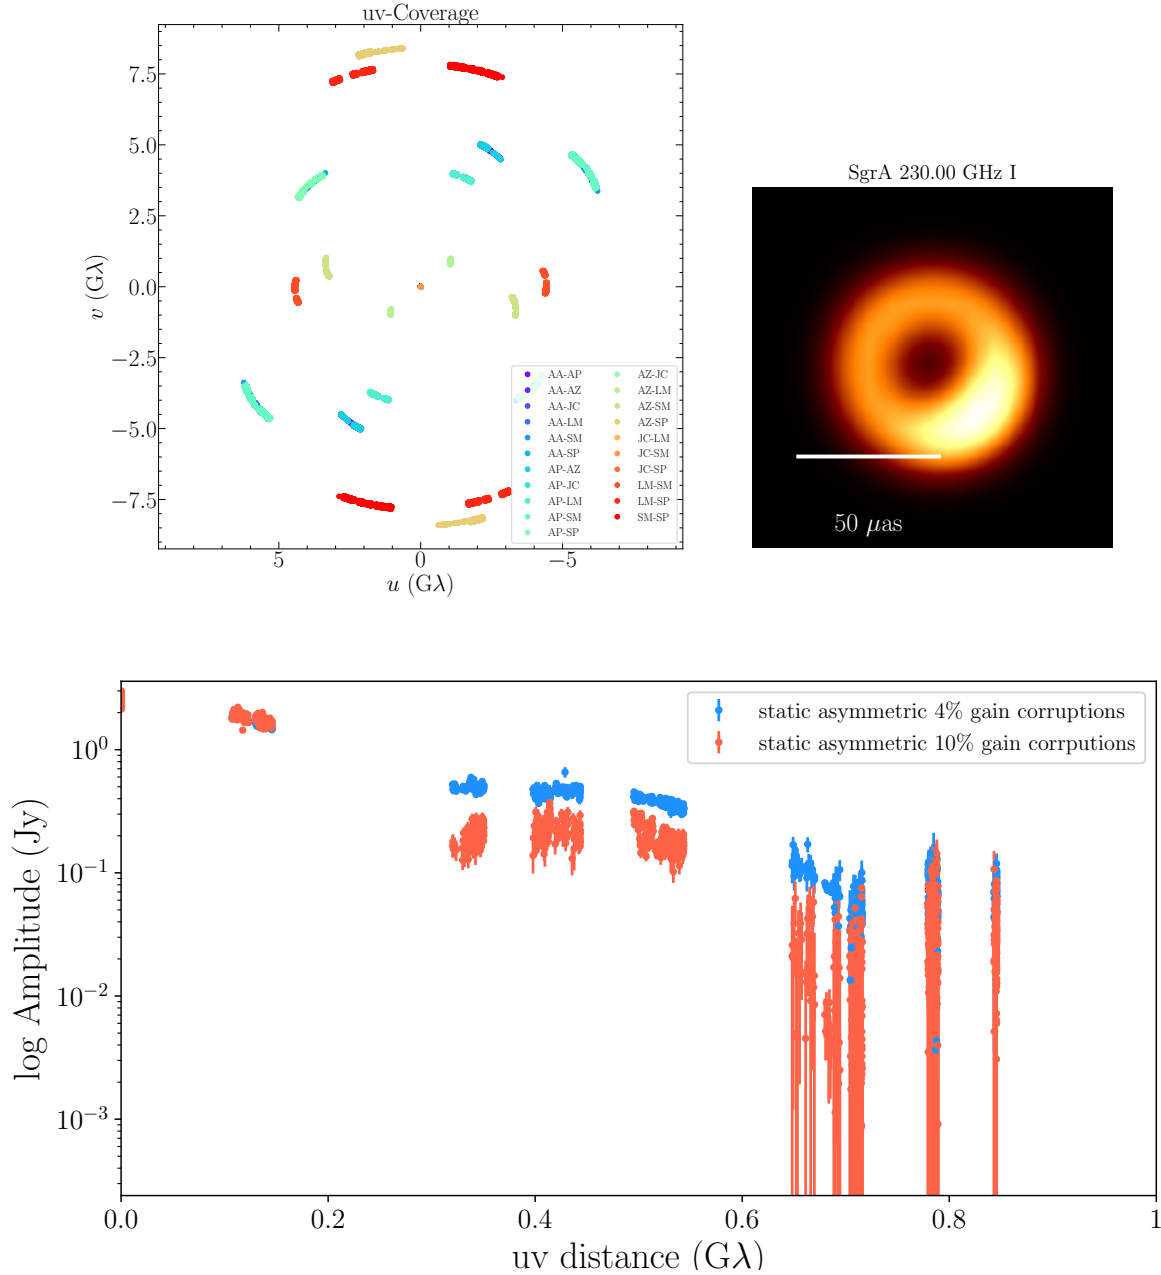 uv-Coverage
7.5
5.0
2.5
0.0
−2.5
−5.0
−7.5
v (Gλ)
5
0
−5
u (Gλ)
AA-AP
AA-AZ
AA-JC
AA-LM
AA-SM
AA-SP
AP-AZ
AP-JC
AP-LM
AP-SM
AP-SP
AZ-JC
AZ-LM
AZ-SM
AZ-SP
JC-LM
JC-SM
JC-SP
LM-SM
LM-SP
SM-SP
SgrA 230.00 GHz I
50 μas
static asymmetric 4% gain corruptions
static asymmetric 10% gain corrputions
10⁰
10⁻¹
10⁻²
10⁻³
log Amplitude (Jy)
0.0
0.2
0.4
0.6
0.8
1
uv distance (Gλ)